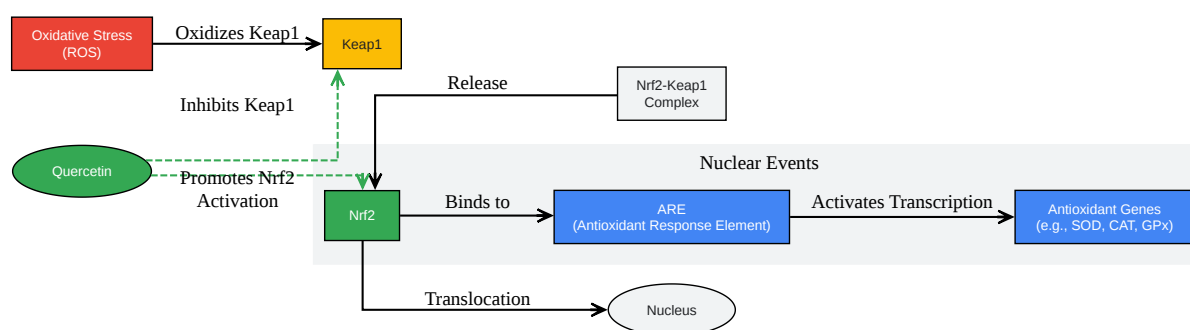 Oxidative Stress
(ROS)
Oxidizes Keap1
Keap1
Release
Nrf2-Keap1
Complex
Inhibits Keap1
Nuclear Events
Quercetin
Promotes Nrf2
Activation
Nrf2
Binds to
ARE
(Antioxidant Response Element)
Activates Transcription
Antioxidant Genes
(e.g., SOD, CAT, GPx)
Translocation
Nucleus